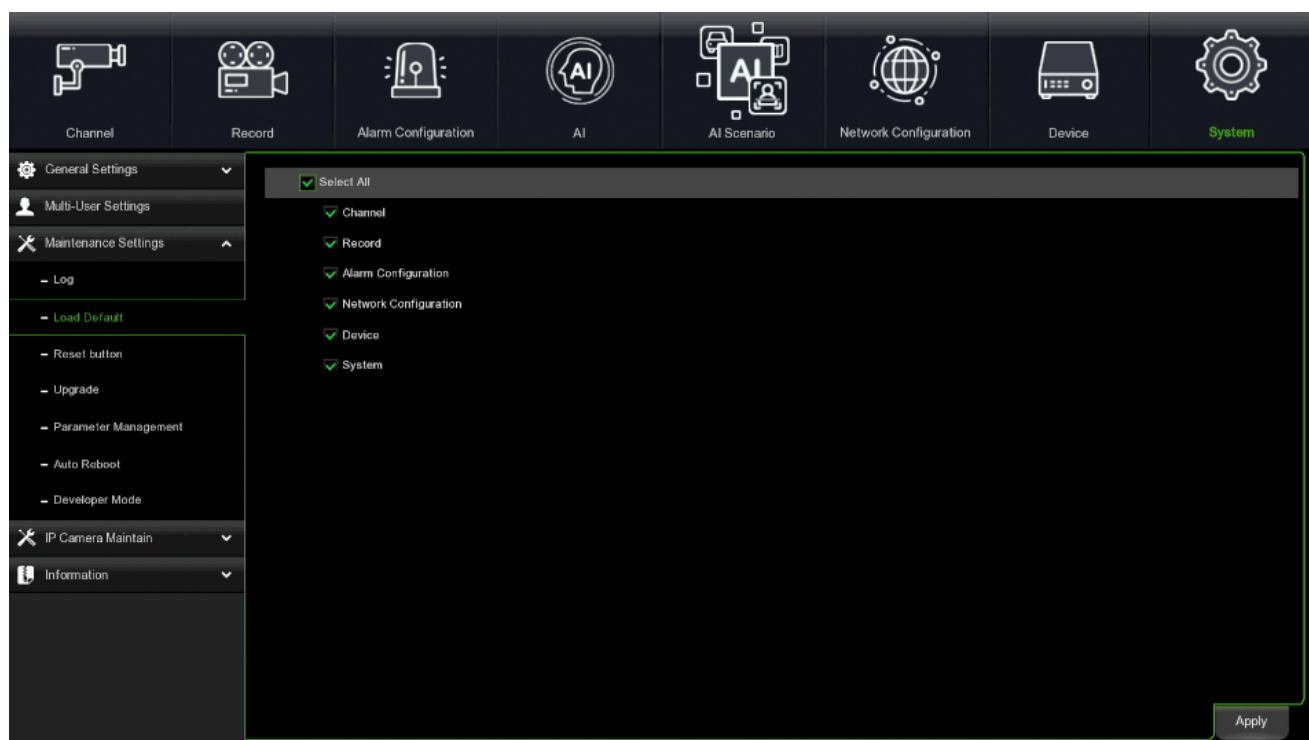 AI
AI
Channel
Record
Alarm Configuration
AI
AI Scenario
Network Configuration
Device
System
General Settings
Multi-User Settings
Maintenance Settings
Log
Load Default
Reset button
Upgrade
Parameter Management
Auto Reboot
Developer Mode
IP Camera Maintain
Information
Select All
Channel
Record
Alarm Configuration
Network Configuration
Device
System
Apply